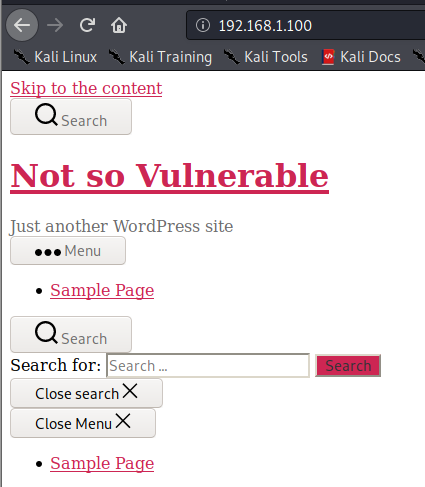 192.168.1.100
Kali Linux Kali Training Kali Tools Kali Docs
Skip to the content
Search
Not so Vulnerable
Just another WordPress site
Menu
Sample Page
Search
Search for: Search ... Search
Close search
Close Menu
Sample Page